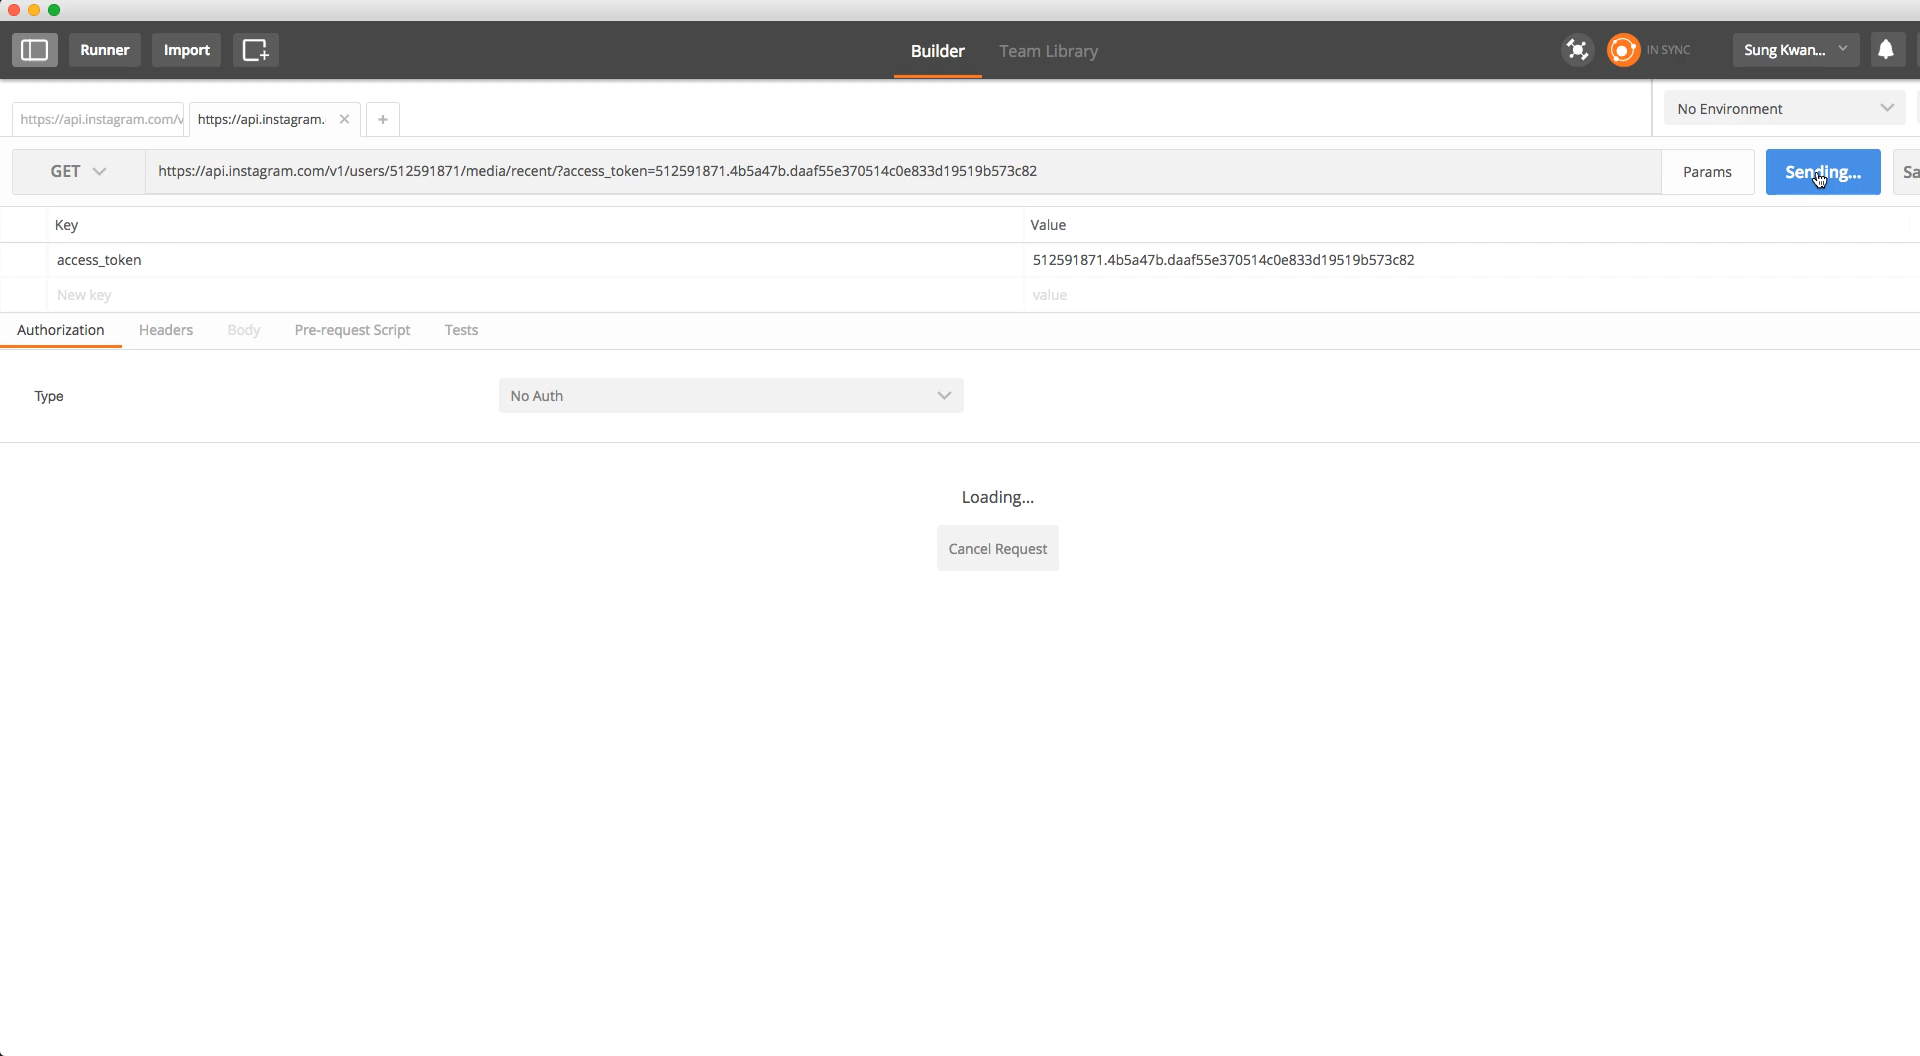 Runner Import Builder Team Library IN SYNC Sung Kwan...
https://api.instagram.com/v https://api.instagram. + No Environment
GET https://api.instagram.com/v1/users/512591871/media/recent/?access_token=512591871.4b5a47b.daaf55e370514c0e833d19519b573c82 Params Sending... Sa
Key Value
access_token 512591871.4b5a47b.daaf55e370514c0e833d19519b573c82
New key value
Authorization Headers Body Pre-request Script Tests
Type No Auth
Loading...
Cancel Request